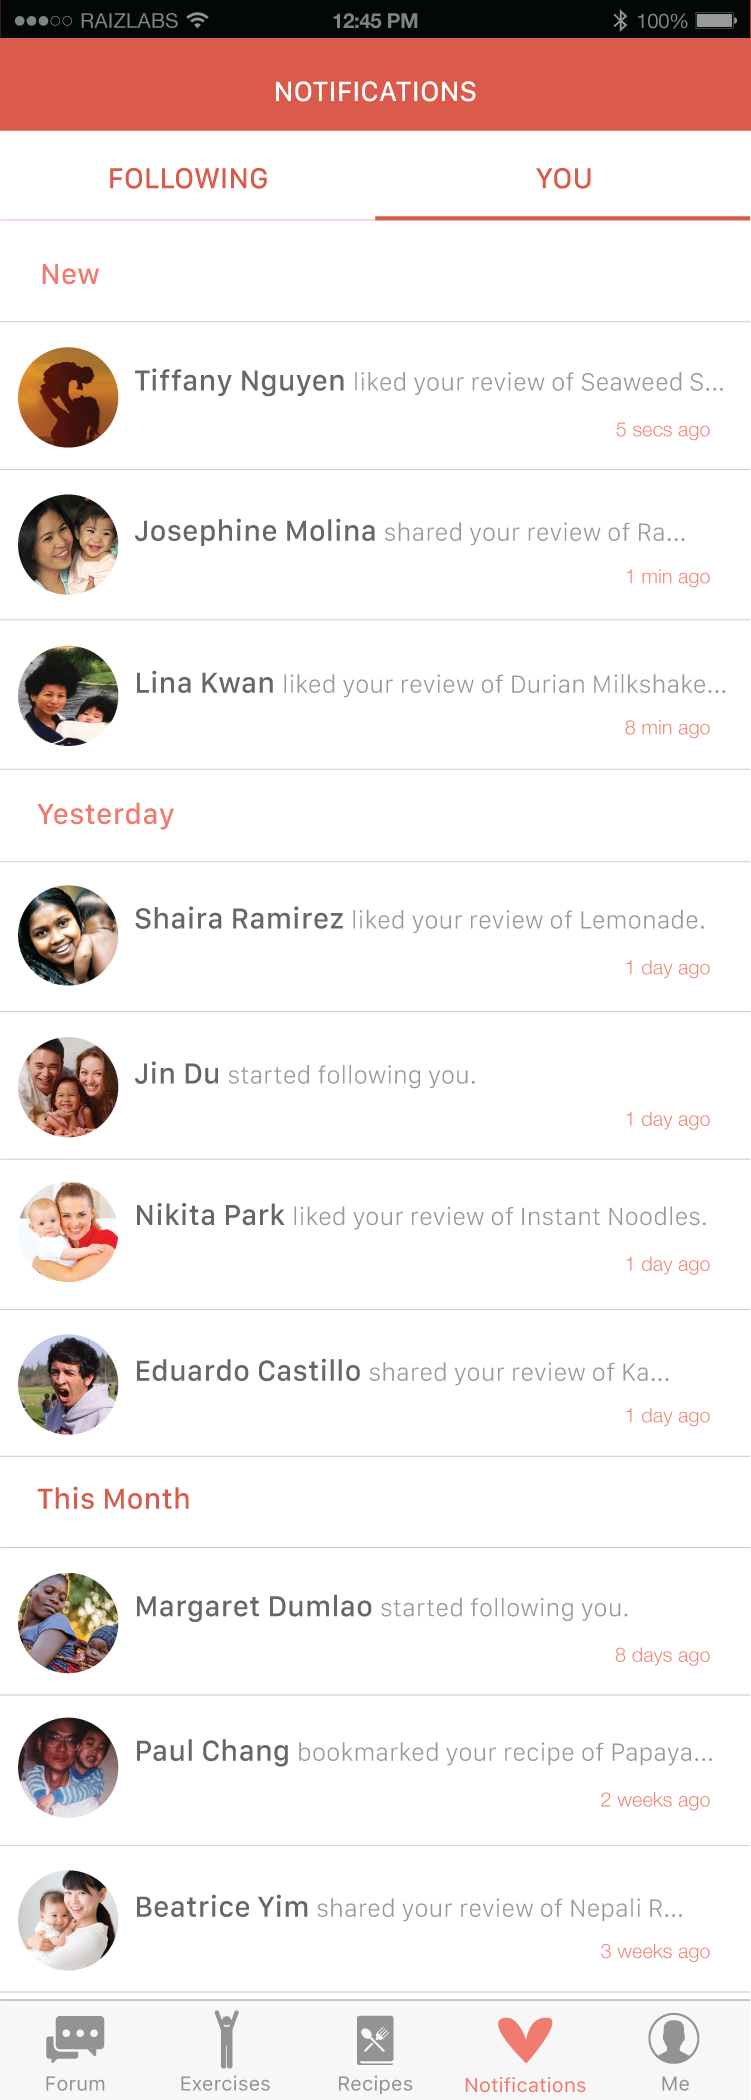 RAIZLABS 12:45 PM 100%
NOTIFICATIONS
FOLLOWING YOU
New
Tiffany Nguyen liked your review of Seaweed S...
5 secs ago
Josephine Molina shared your review of Ra...
1 min ago
Lina Kwan liked your review of Durian Milkshake...
8 min ago
Yesterday
Shaira Ramirez liked your review of Lemonade.
1 day ago
Jin Du started following you.
1 day ago
Nikita Park liked your review of Instant Noodles.
1 day ago
Eduardo Castillo shared your review of Ka...
1 day ago
This Month
Margaret Dumlao started following you.
8 days ago
Paul Chang bookmarked your recipe of Papaya...
2 weeks ago
Beatrice Yim shared your review of Nepali R...
3 weeks ago
Forum Exercises Recipes Notifications Me